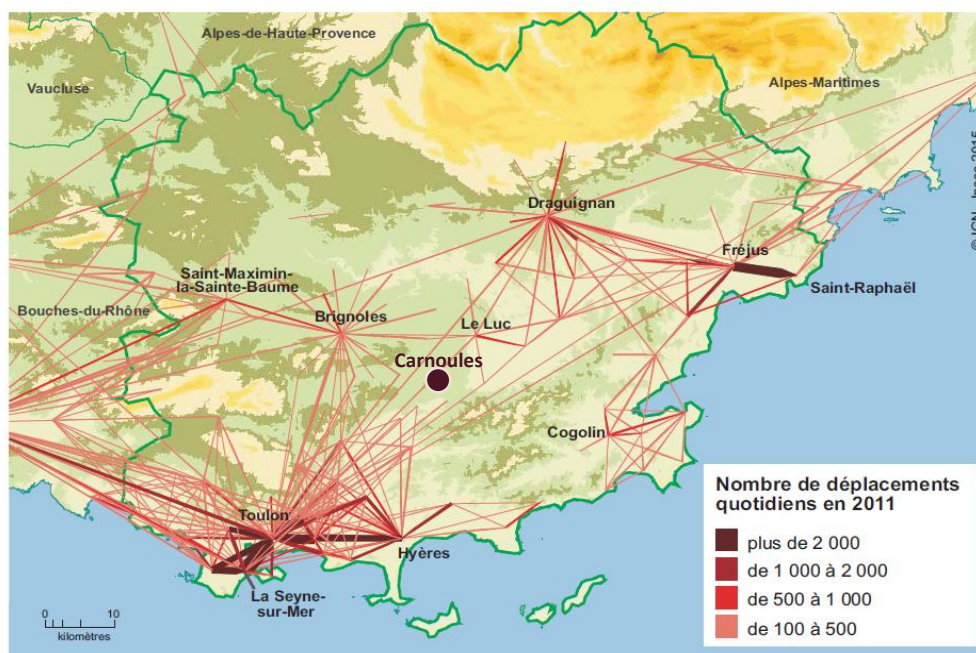 Alpes-de-Haute-Provence
Vaucluse
Alpes-Maritimes
Draguignan
Fréjus
Saint-Maximin-
la-Sainte-Baume
Saint-Raphaël
Bouches-du-Rhône
Brignoles
Le Luc
Carnoules
Cogolin
Toulon
Hyères
La Seyne-
sur-Mer
0 10
kilomètres
Nombre de déplacements
quotidiens en 2011
plus de 2 000
de 1 000 à 2 000
de 500 à 1 000
de 100 à 500